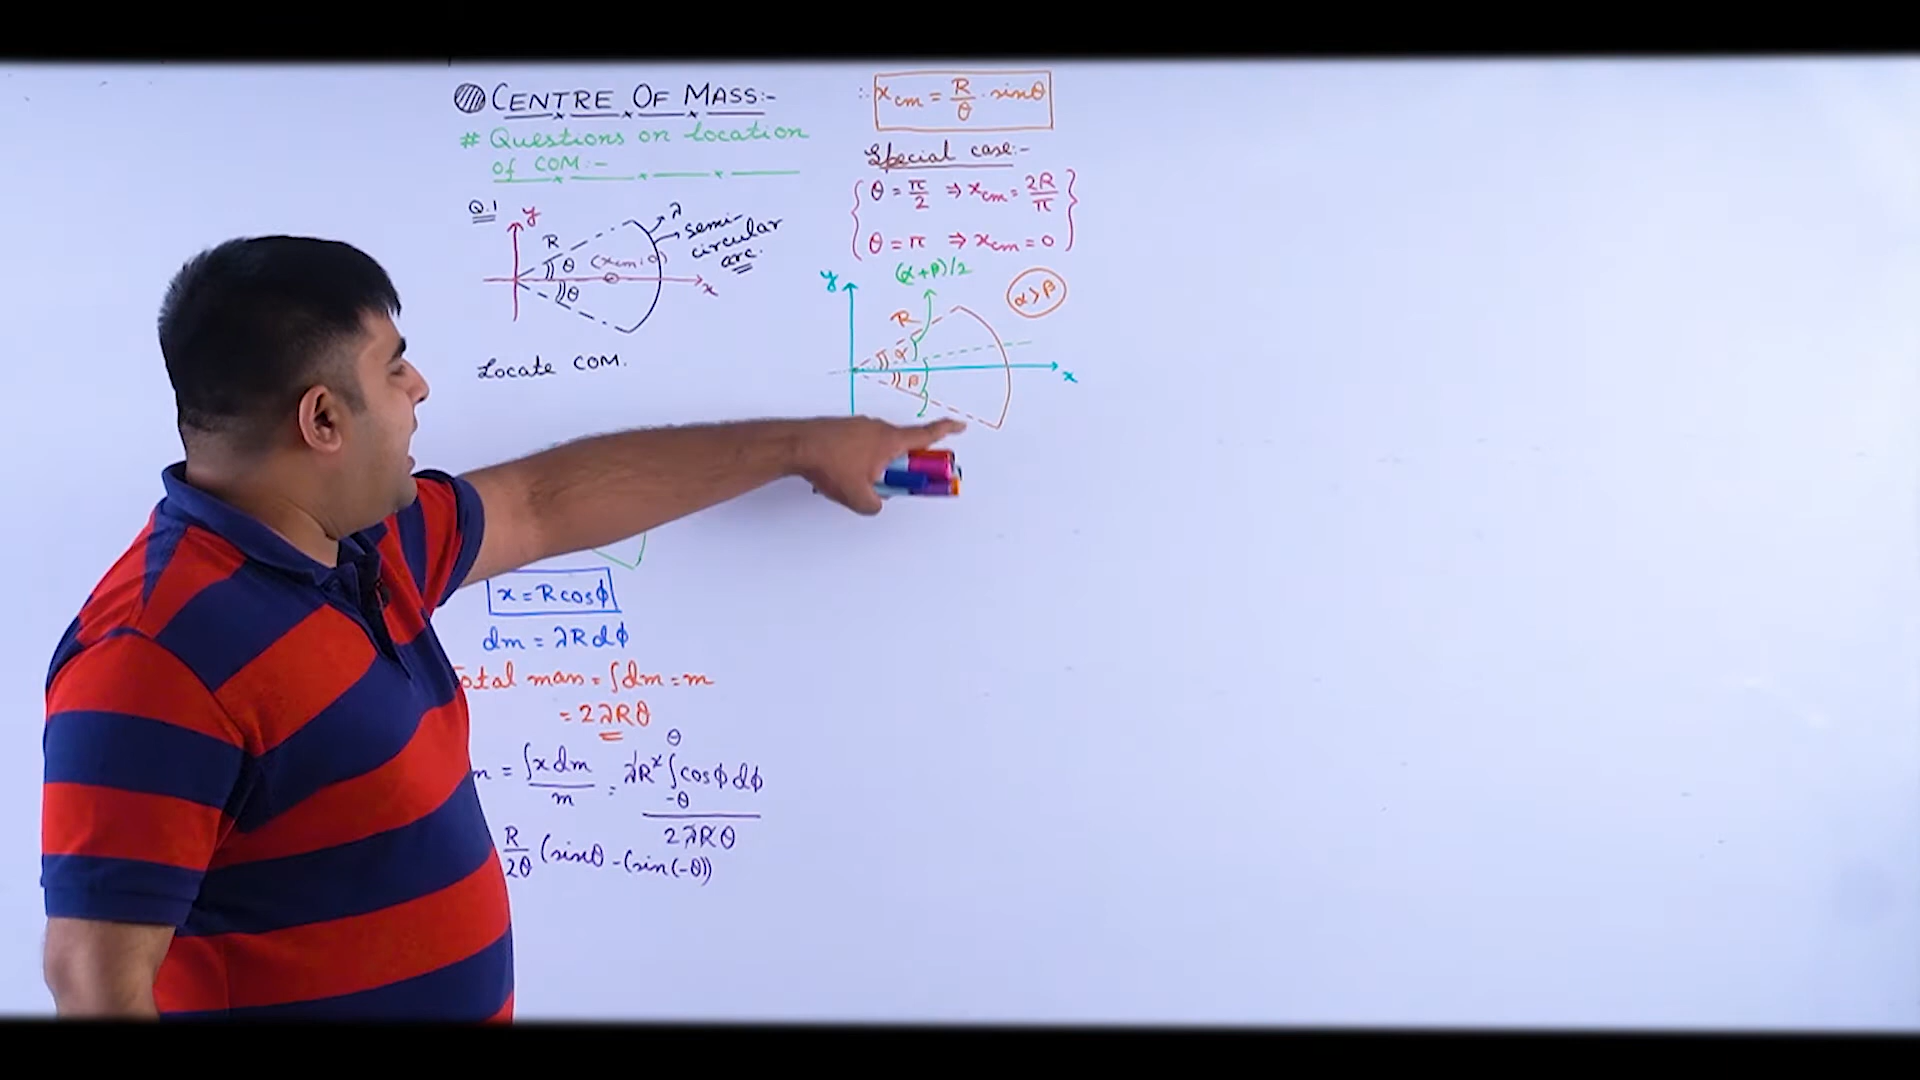 CENTRE OF MASS:-
# Questions on location
of COM:-
Q.1
y
λ
R
semi-
circular
arc.
θ
(xcm, 0)
x
θ
Locate COM.
x = R cosϕ
dm = λR dϕ
Total mass = ∫dm = m
= 2λRθ
= ∫x dm / m = λR² ∫ cosϕ dϕ / 2λRθ
θ
-θ
R/2θ (sinθ - (sin(-θ))
∴ xcm = R/θ · sinθ
Special case:-
θ = π/2 ⇒ xcm = 2R/π
θ = π ⇒ xcm = 0
(α+β)/2
y
α > β
R
α
β
x